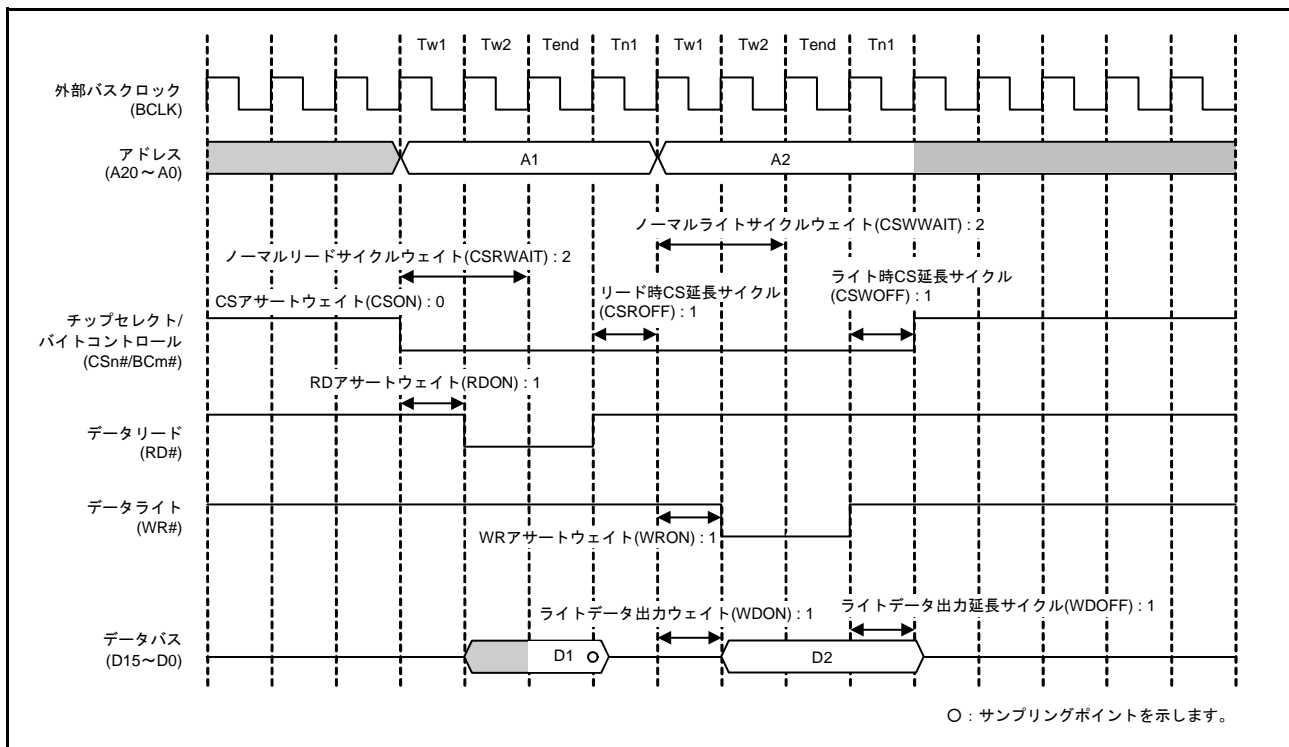 Tw1 Tw2 Tend Tn1 Tw1 Tw2 Tend Tn1
外部バスクロック
(BCLK)
アドレス
(A20～A0)
A1
A2
ノーマルライトサイクルウェイト(CSWWAIT) : 2
ノーマルリードサイクルウェイト(CSRWAIT) : 2
リード時CS延長サイクル
(CSROFF) : 1
ライト時CS延長サイクル
(CSWOFF) : 1
CSアサートウェイト(CSON) : 0
チップセレクト/
バイトコントロール
(CSn#/BCm#)
RDアサートウェイト(RDON) : 1
データリード
(RD#)
データライト
(WR#)
WRアサートウェイト(WRON) : 1
ライトデータ出力ウェイト(WDON) : 1
ライトデータ出力延長サイクル(WDOFF) : 1
データバス
(D15～D0)
D1
D2
○ : サンプリングポイントを示します。